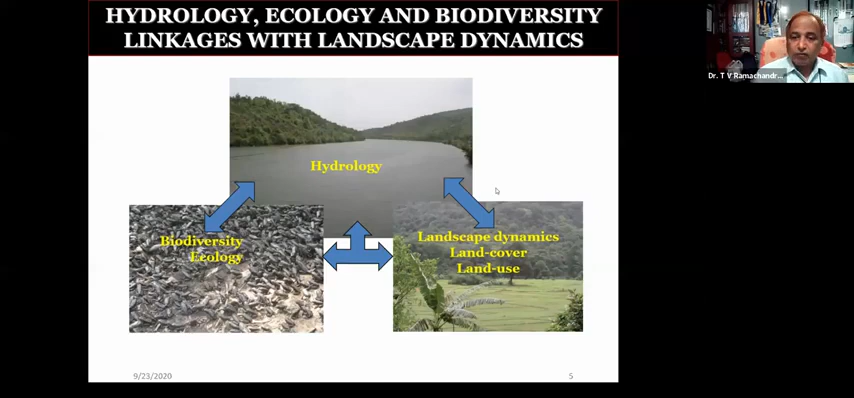 HYDROLOGY, ECOLOGY AND BIODIVERSITY
LINKAGES WITH LANDSCAPE DYNAMICS
Dr. T V Ramachandr...
Hydrology
Biodiversity
Ecology
Landscape dynamics
Land-cover
Land-use
9/23/2020
5